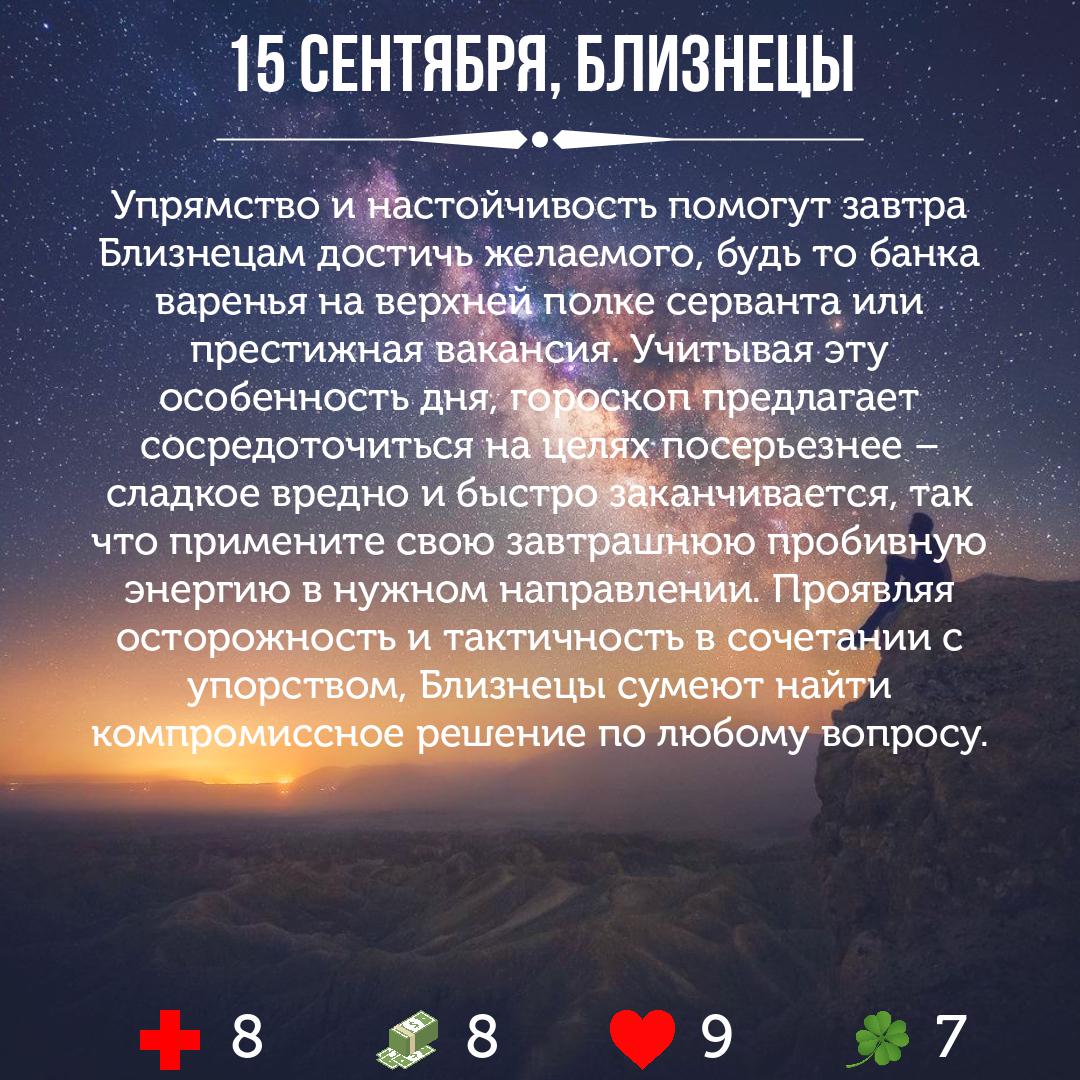 15 СЕНТЯБРЯ, БЛИЗНЕЦЫ
Упрямство и настойчивость помогут завтра
Близнецам достичь желаемого, будь то банка
варенья на верхней полке серванта или
престижная вакансия. Учитывая эту
особенность дня, гороскоп предлагает
сосредоточиться на целях посерьезнее –
сладкое вредно и быстро заканчивается, так
что примените свою завтрашнюю пробивную
энергию в нужном направлении. Проявляя
осторожность и тактичность в сочетании с
упорством, Близнецы сумеют найти
компромиссное решение по любому вопросу.
8 8 9 7